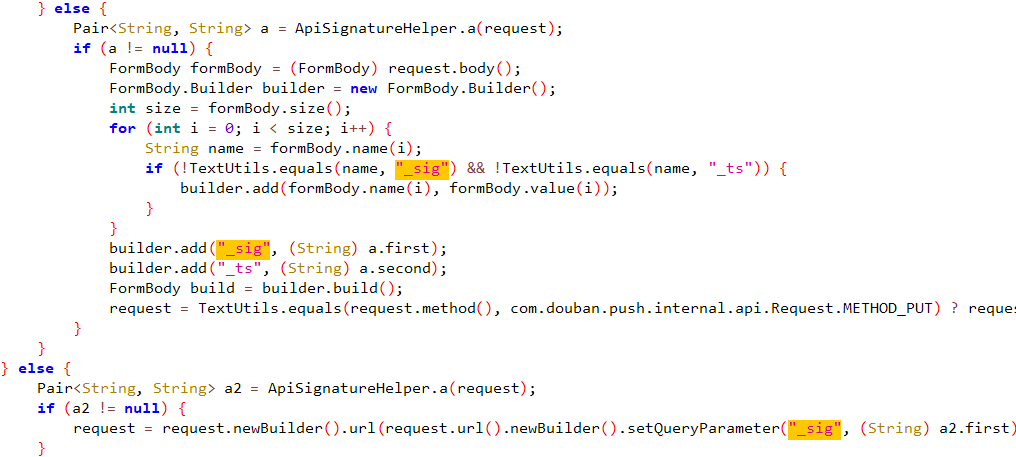 } else {
Pair<String, String> a = ApiSignatureHelper.a(request);
if (a != null) {
FormBody formBody = (FormBody) request.body();
FormBody.Builder builder = new FormBody.Builder();
int size = formBody.size();
for (int i = 0; i < size; i++) {
String name = formBody.name(i);
if (!TextUtils.equals(name, "_sig") && !TextUtils.equals(name, "_ts")) {
builder.add(formBody.name(i), formBody.value(i));
}
}
builder.add("_sig", (String) a.first);
builder.add("_ts", (String) a.second);
FormBody build = builder.build();
request = TextUtils.equals(request.method(), com.douban.push.internal.api.Request.METHOD_PUT) ? reques
}
}
} else {
Pair<String, String> a2 = ApiSignatureHelper.a(request);
if (a2 != null) {
request = request.newBuilder().url(request.url().newBuilder().setQueryParameter("_sig", (String) a2.first)
}